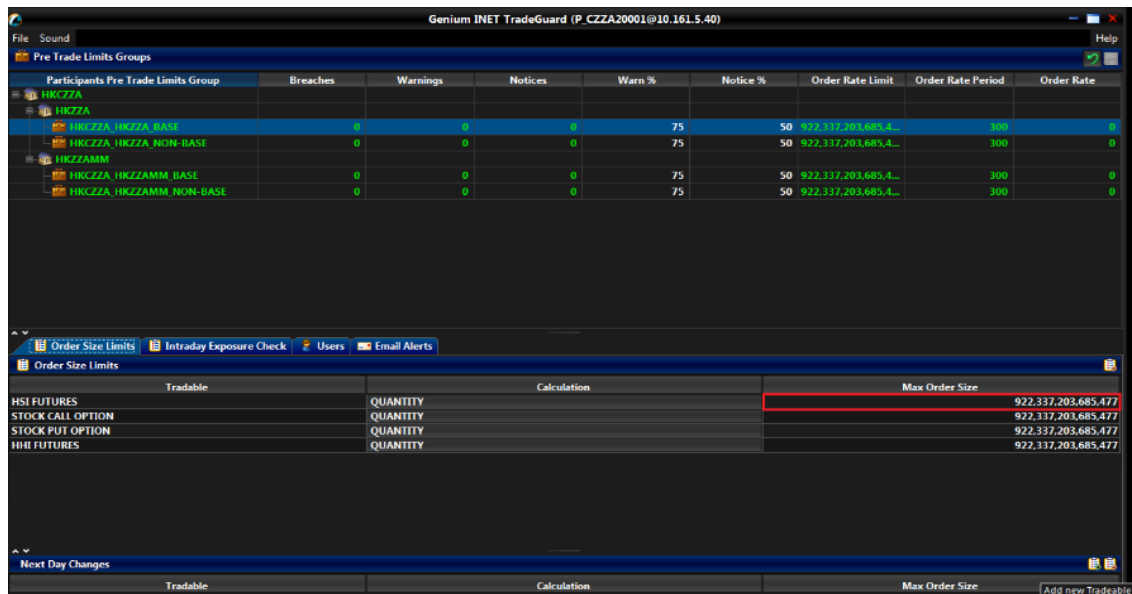 Genium INET TradeGuard (P_CZZA20001@10.161.5.40)
File Sound Help
Pre Trade Limits Groups
Participants Pre Trade Limits Group Breaches Warnings Notices Warn % Notice % Order Rate Limit Order Rate Period Order Rate
HKCZZA
HKZZA
HKCZZA_HKZZA_BASE 0 0 0 75 50 922,337,203,685,4... 300 0
HKCZZA_HKZZA_NON-BASE 0 0 0 75 50 922,337,203,685,4... 300 0
HKZZAMM
HKCZZA_HKZZAMM_BASE 0 0 0 75 50 922,337,203,685,4... 300 0
HKCZZA_HKZZAMM_NON-BASE 0 0 0 75 50 922,337,203,685,4... 300 0
Order Size Limits Intraday Exposure Check Users Email Alerts
Order Size Limits
Tradable Calculation Max Order Size
HSI FUTURES QUANTITY 922,337,203,685,477
STOCK CALL OPTION QUANTITY 922,337,203,685,477
STOCK PUT OPTION QUANTITY 922,337,203,685,477
HHI FUTURES QUANTITY 922,337,203,685,477
Next Day Changes
Tradable Calculation Max Order Size
Add new Tradeable